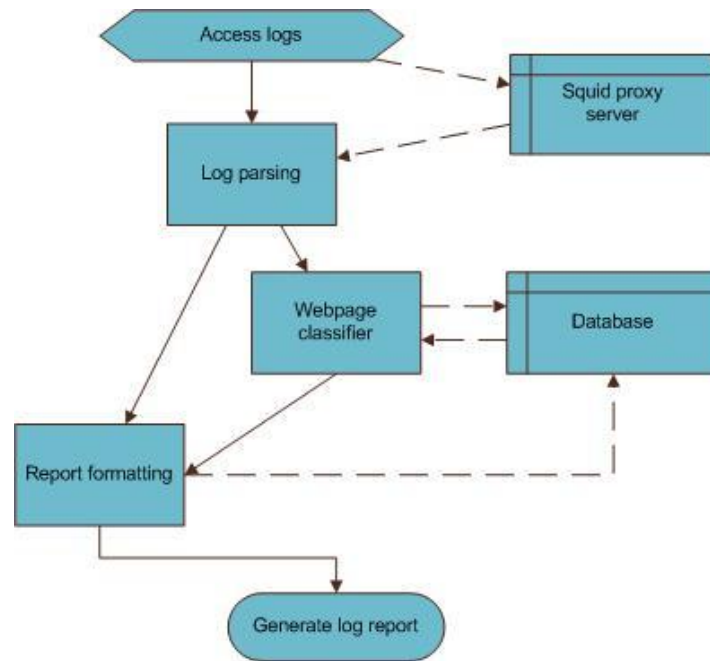 Access logs
Squid proxy
server
Log parsing
Webpage
classifier
Database
Report formatting
Generate log report